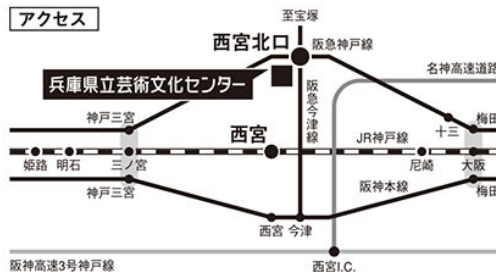 アクセス
至宝塚
西宮北口
阪急神戸線
兵庫県立芸術文化センター
阪急今津線
名神高速道路
神戸三宮
十三
梅田
西宮
JR神戸線
姫路
明石
三ノ宮
尼崎
大阪
神戸三宮
阪神本線
梅田
西宮
今津
阪神高速3号神戸線
西宮I.C.